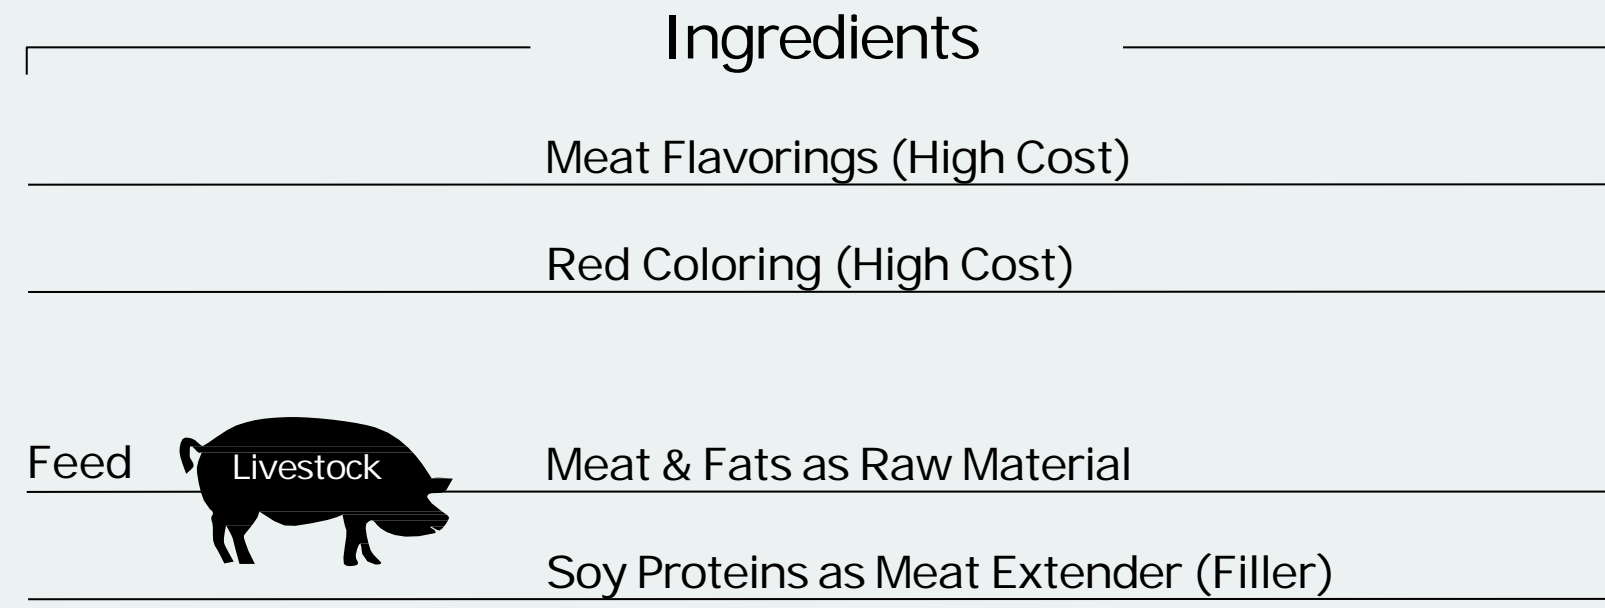 Ingredients
Meat Flavorings (High Cost)
Red Coloring (High Cost)
Feed Livestock Meat & Fats as Raw Material
Soy Proteins as Meat Extender (Filler)